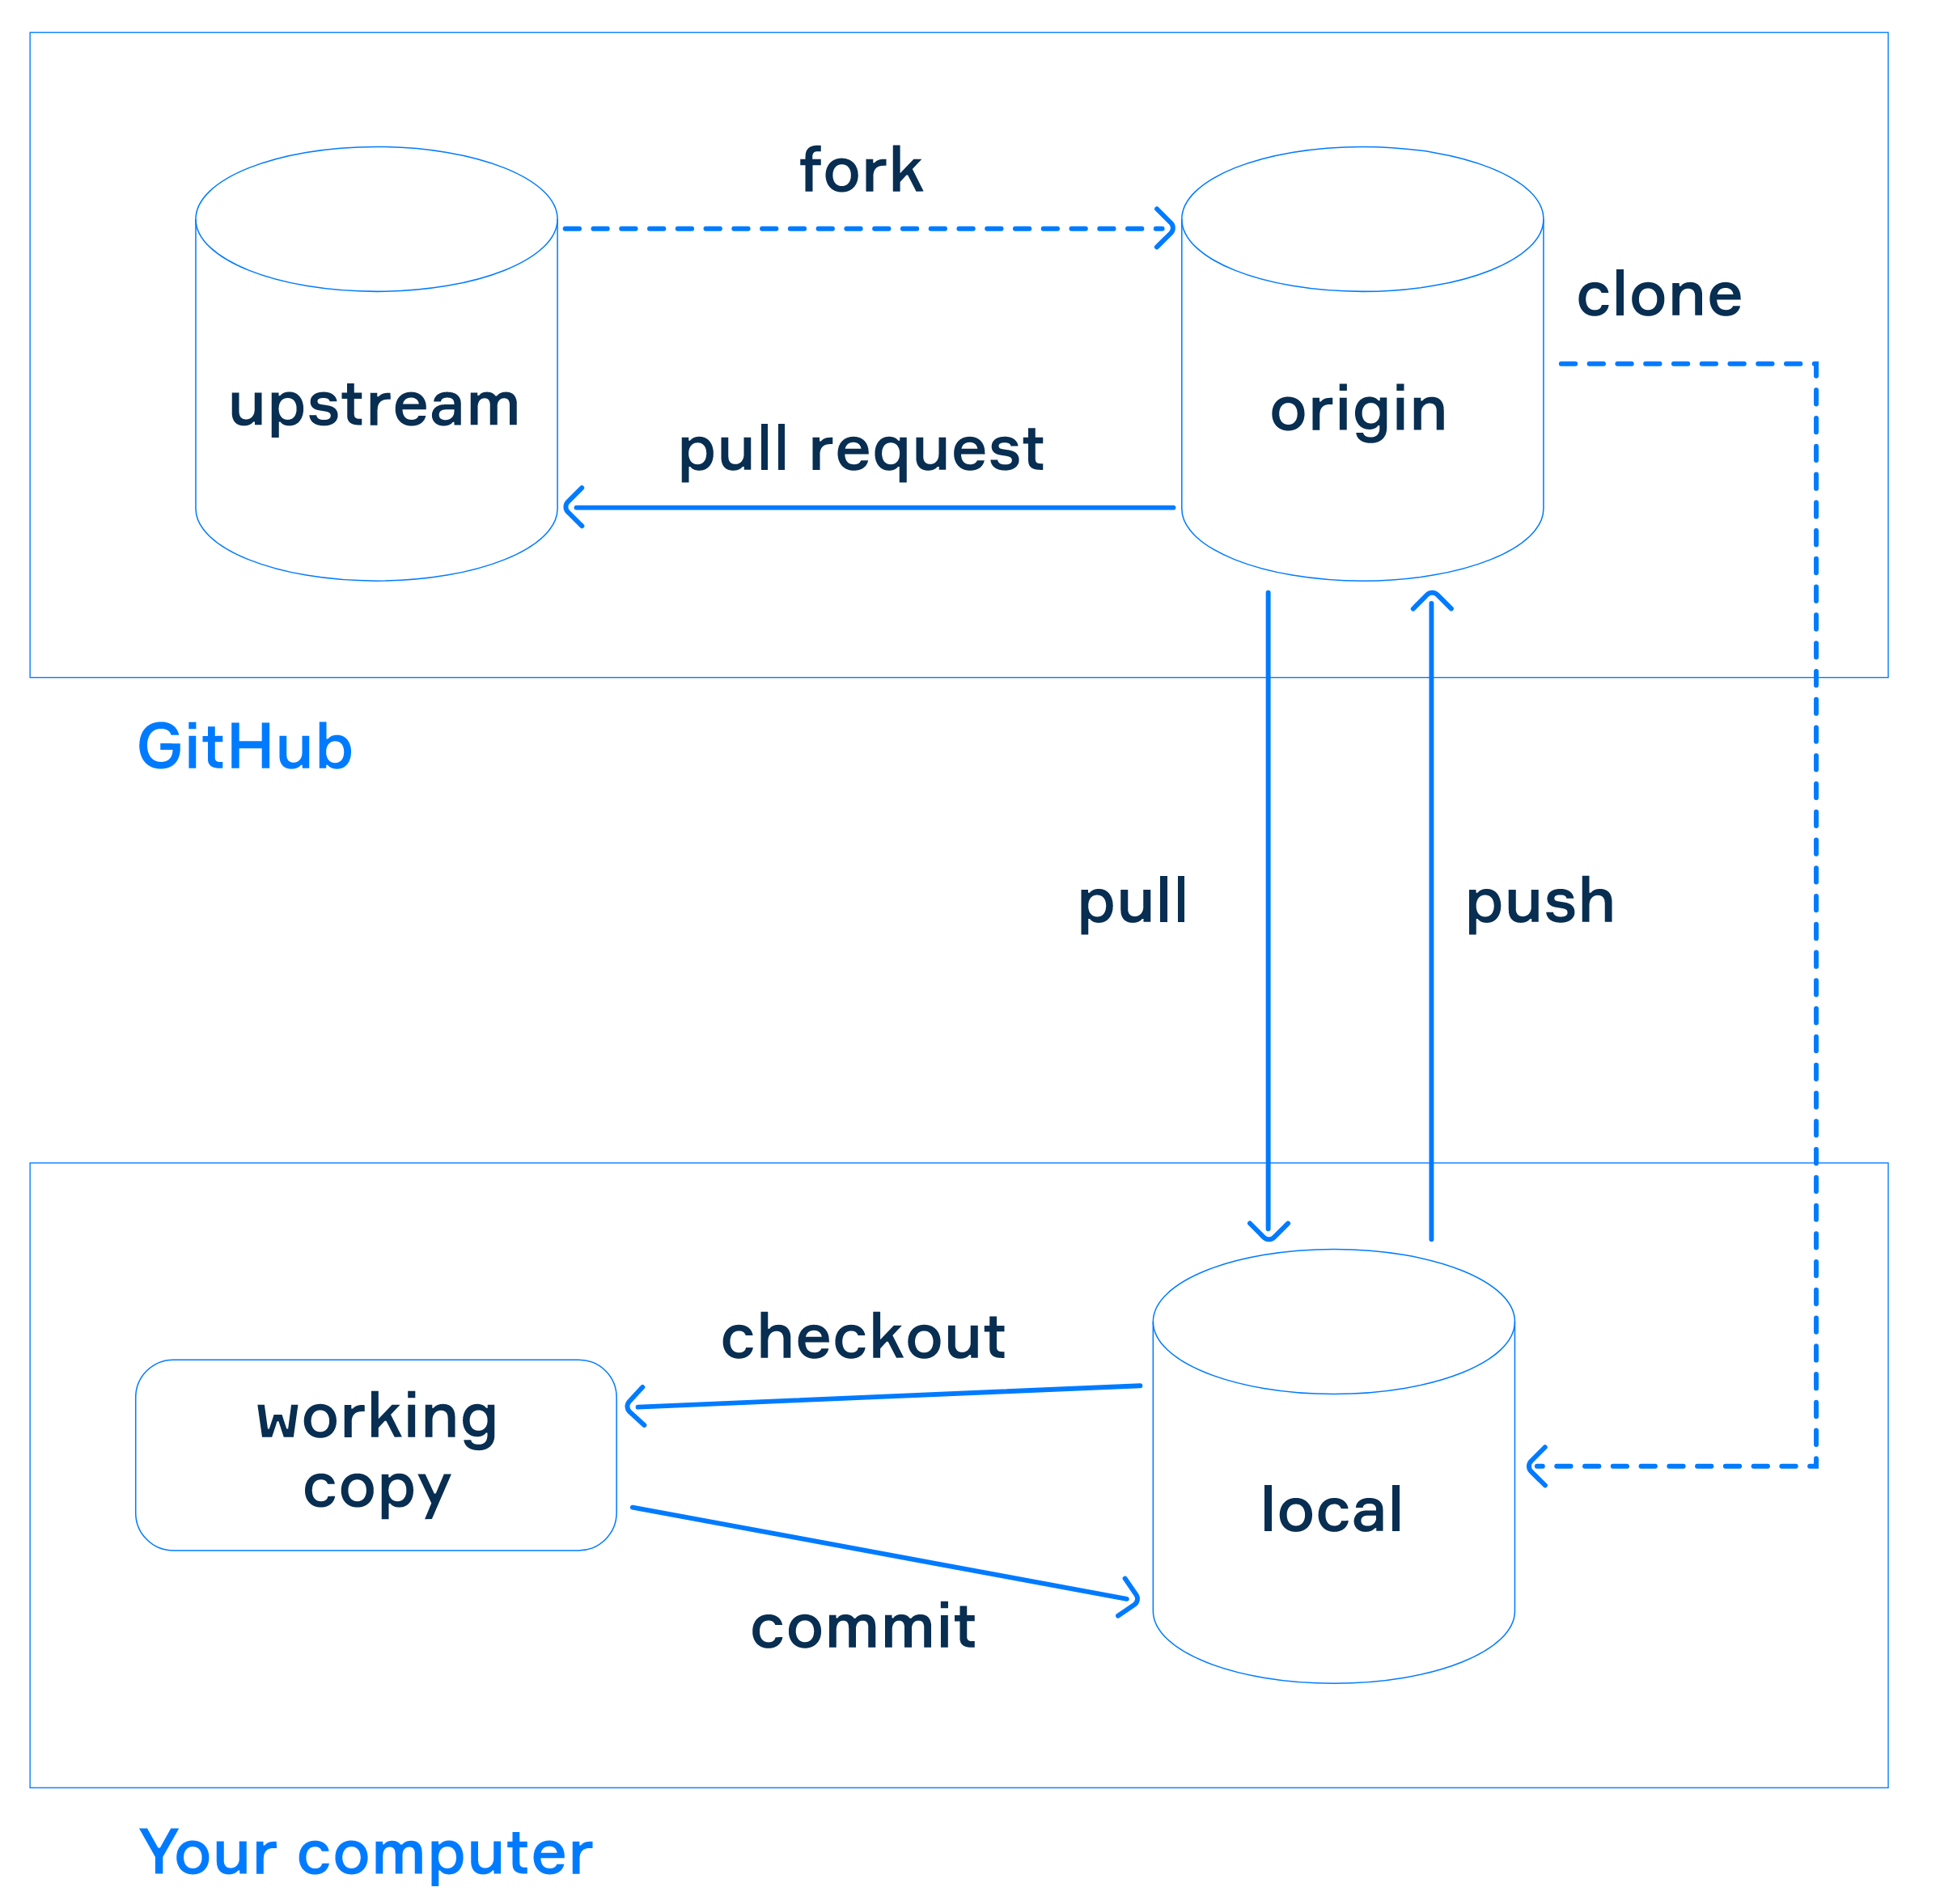 fork
clone
upstream
origin
pull request
GitHub
pull
push
checkout
working
copy
local
commit
Your computer